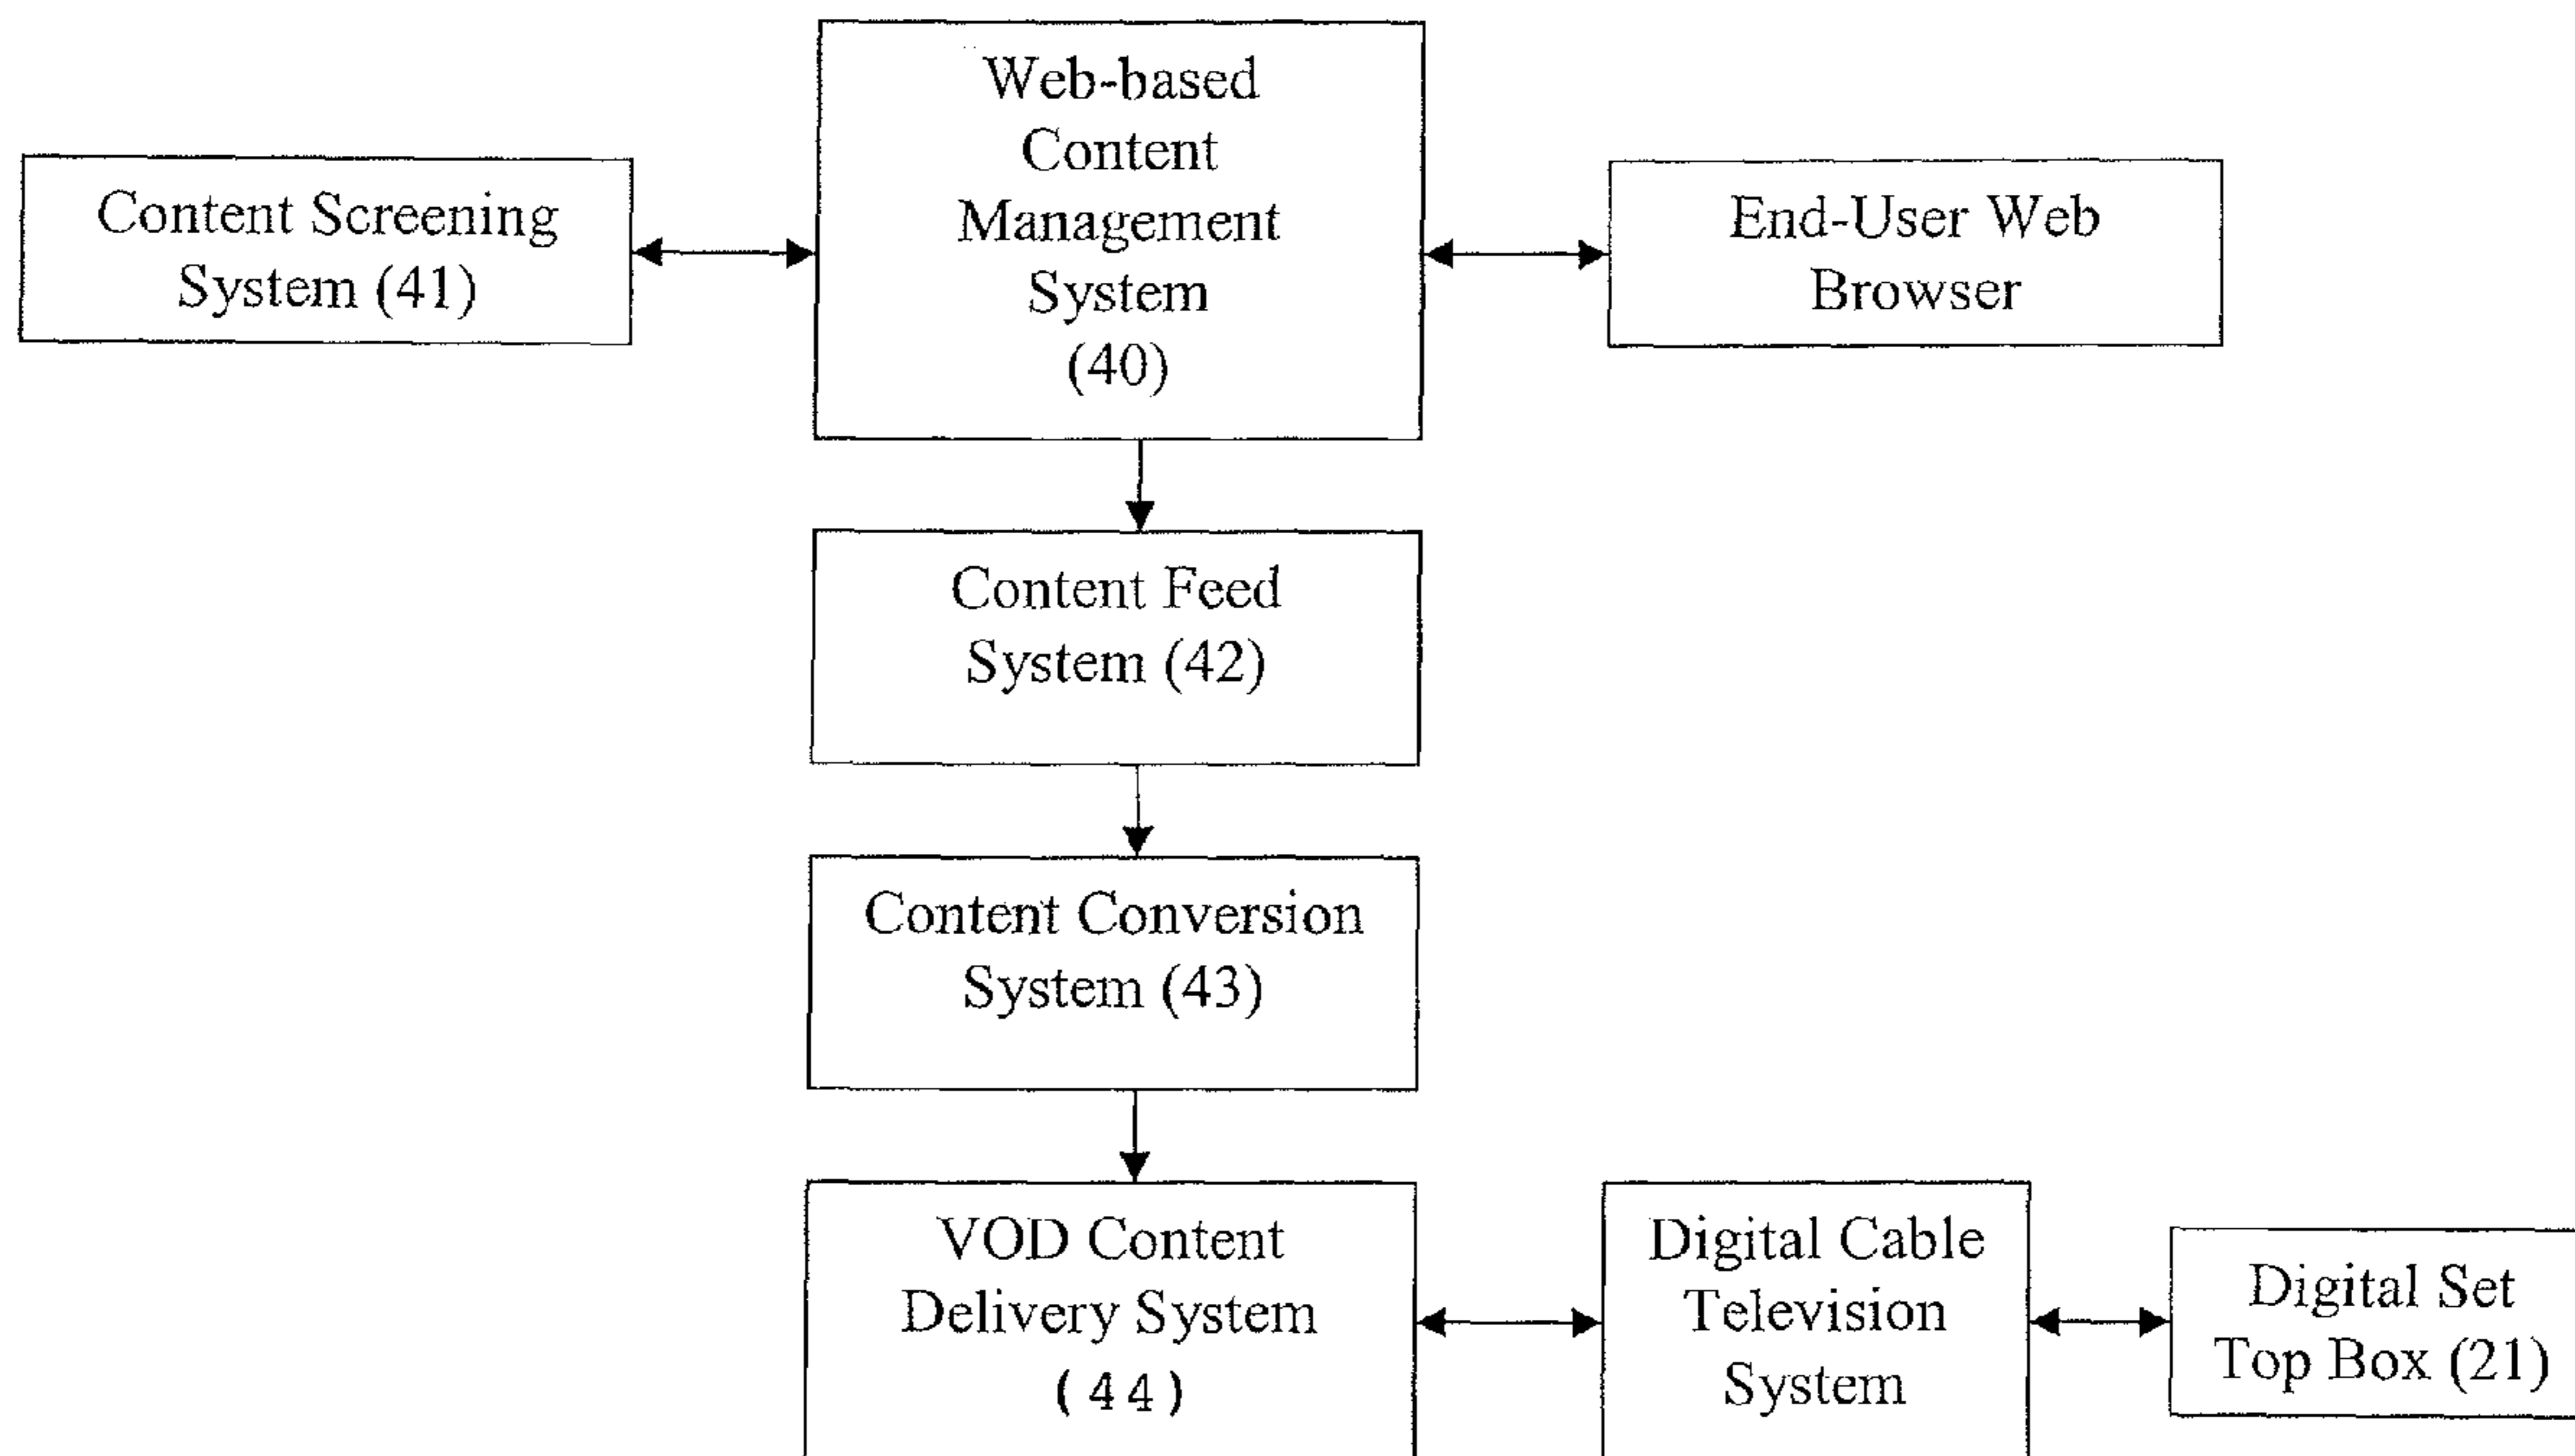 Web-based
Content
Management
System
(40)
Content Screening
System (41)
End-User Web
Browser
Content Feed
System (42)
Content Conversion
System (43)
VOD Content
Delivery System
(44)
Digital Cable
Television
System
Digital Set
Top Box (21)